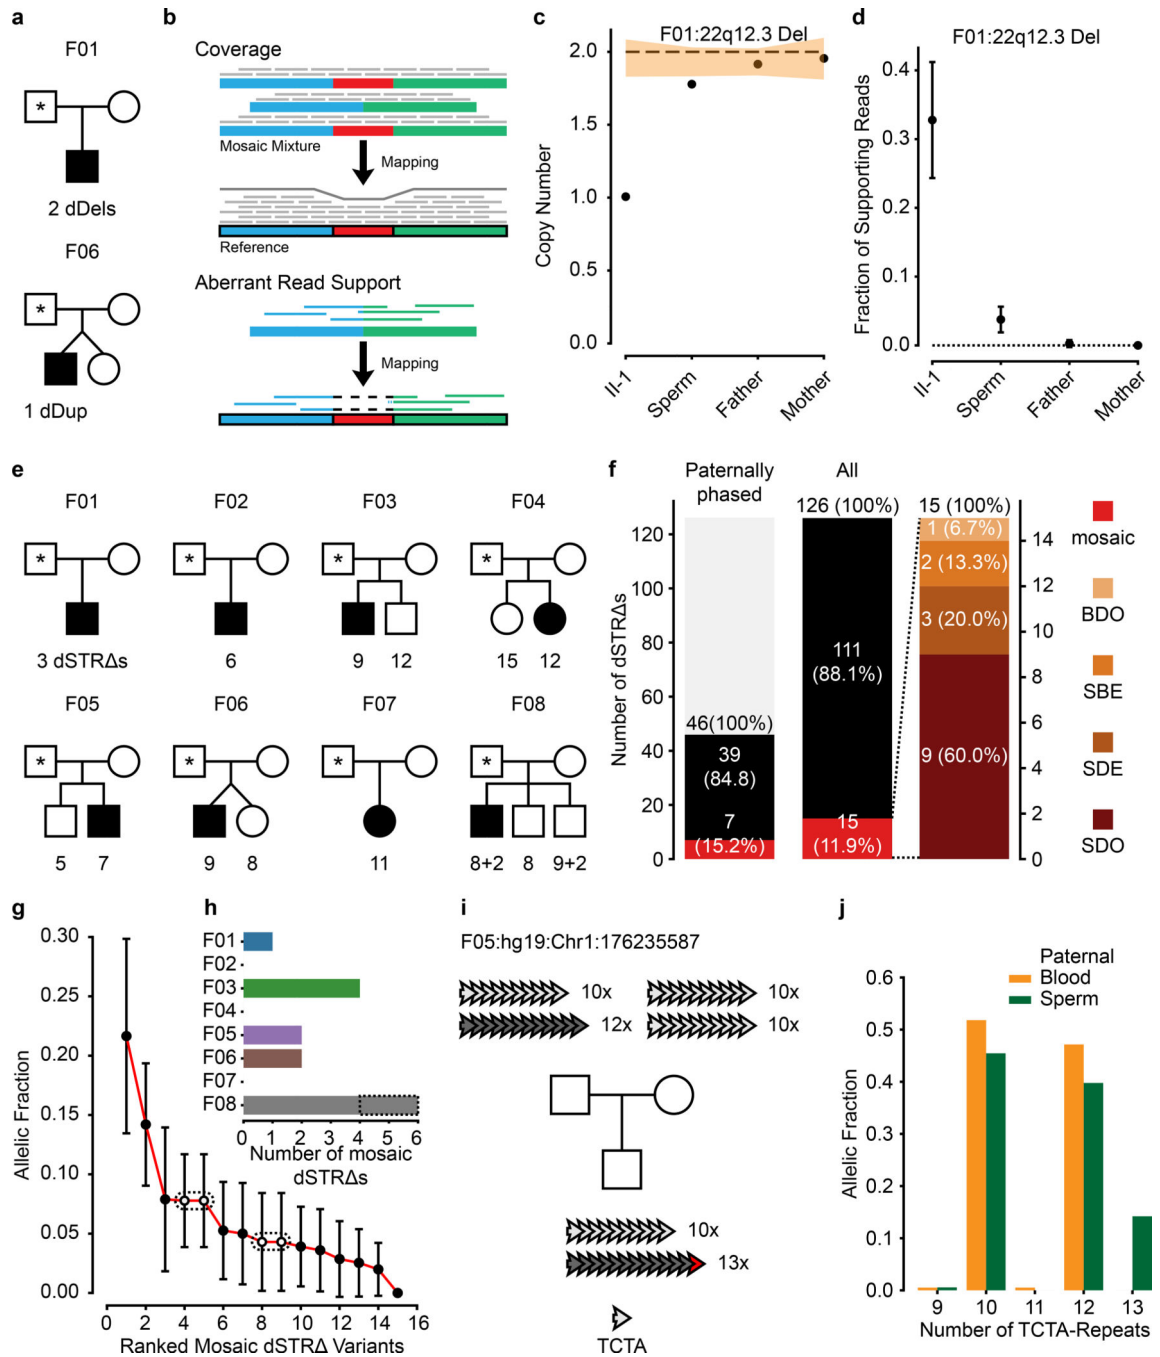 a
F01
*
2 dDels
F06
*
1 dDup
b
Coverage
Mosaic Mixture
Mapping
Reference
Aberrant Read Support
Mapping
c
F01:22q12.3 Del
Copy Number
2.0
1.5
1.0
0.5
0.0
II-1
Sperm
Father
Mother
d
F01:22q12.3 Del
Fraction of Supporting Reads
0.4
0.3
0.2
0.1
0.0
II-1
Sperm
Father
Mother
e
F01 F02 F03 F04
* * * *
3 dSTRΔs 6 9 12 15 12
F05 F06 F07 F08
* * * *
5 7 9 8 11 8+2 8 9+2
f
Paternally
phased
All
Number of dSTRΔs
120
100
80
60
40
20
0
46(100%)
39
(84.8)
7
(15.2%)
126 (100%)
111
(88.1%)
15
(11.9%)
15 (100%)
1 (6.7%)
2 (13.3%)
3 (20.0%)
9 (60.0%)
14
12
10
8
6
4
2
0
mosaic
BDO
SBE
SDE
SDO
g
Allelic Fraction
0.30
0.25
0.20
0.15
0.10
0.05
0.00
0 2 4 6 8 10 12 14 16
Ranked Mosaic dSTRΔ Variants
h
F01
F02
F03
F04
F05
F06
F07
F08
0 1 2 3 4 5 6
Number of mosaic
dSTRΔs
i
F05:hg19:Chr1:176235587
10x 10x
12x 10x
10x
13x
TCTA
j
Paternal
Blood
Sperm
Allelic Fraction
0.6
0.5
0.4
0.3
0.2
0.1
0.0
9 10 11 12 13
Number of TCTA-Repeats